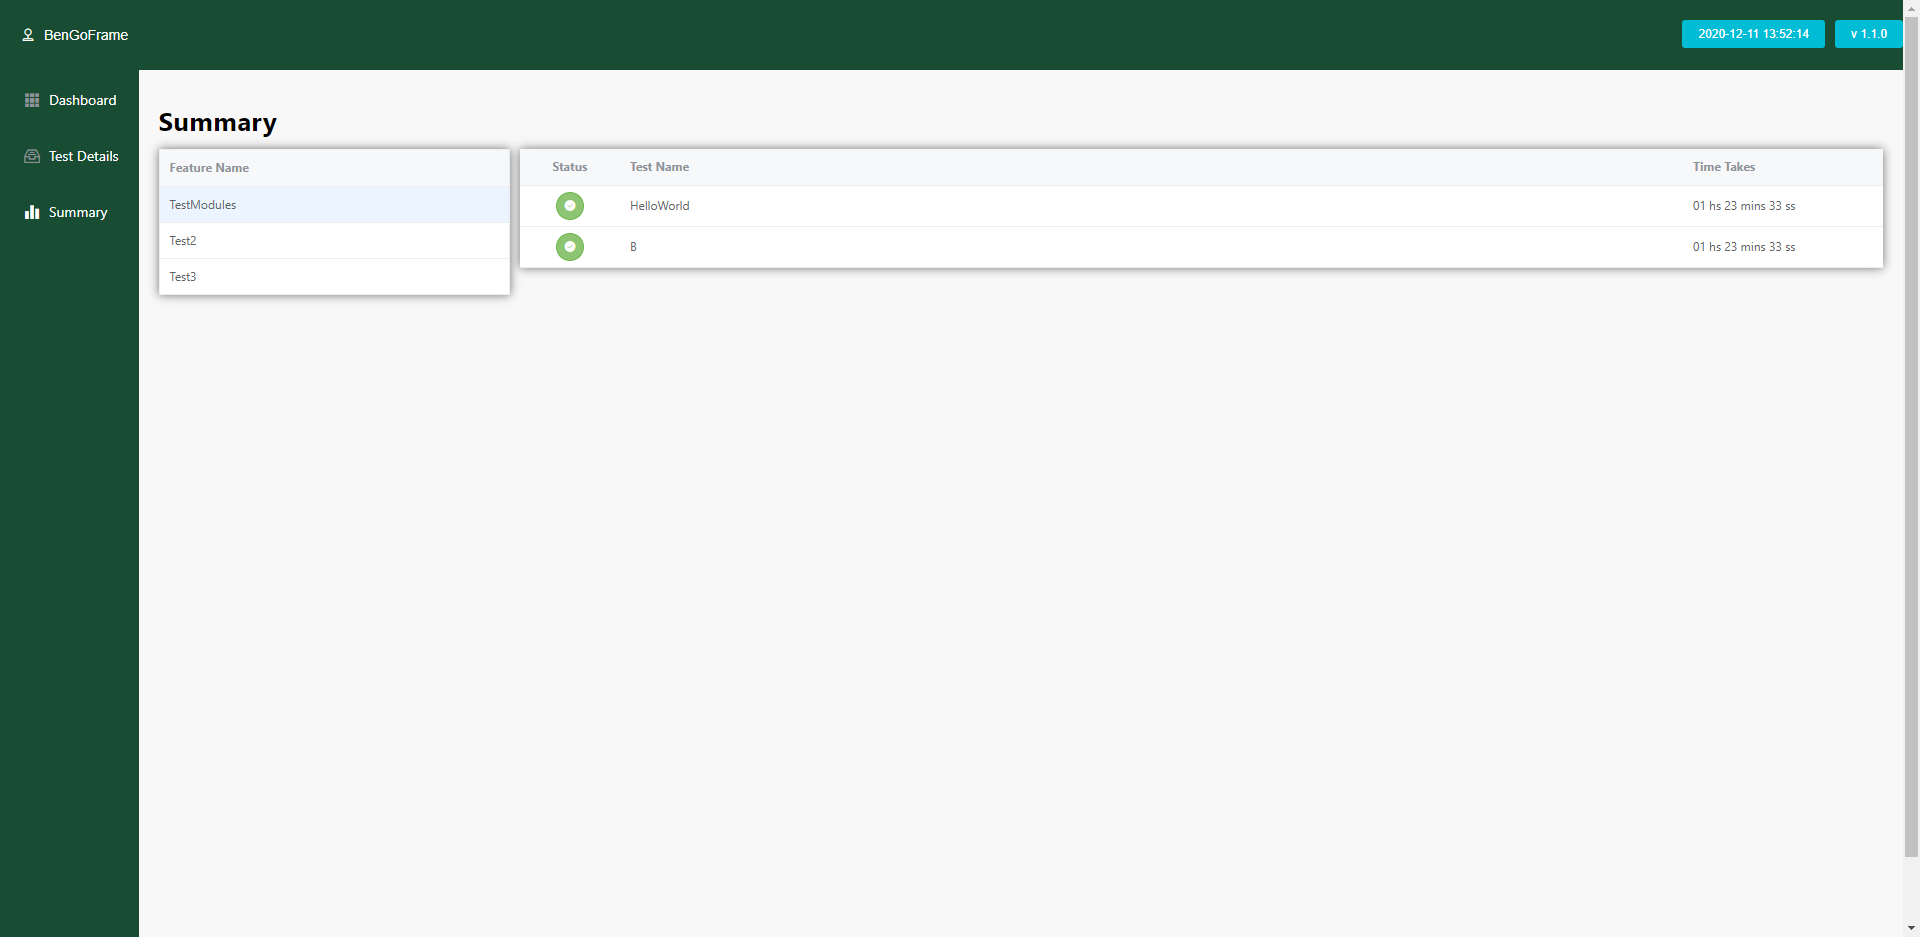 BenGoFrame
2020-12-11 13:52:14
v 1.1.0
Dashboard
Test Details
Summary
Summary
Feature Name
TestModules
Test2
Test3
Status Test Name Time Takes
HelloWorld 01 hs 23 mins 33 ss
B 01 hs 23 mins 33 ss